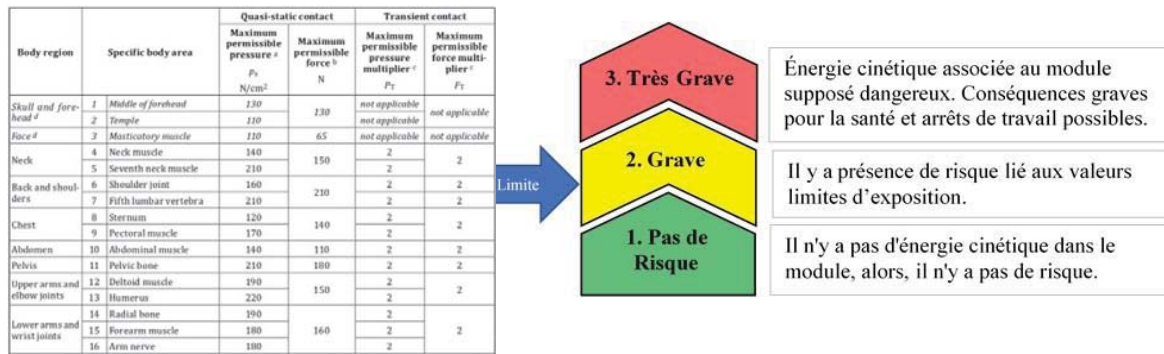 Quasi-static contact Transient contact
Body region Specific body area Maximum permissible pressure a ps N/cm² Maximum permissible force b N Maximum permissible pressure multiplier c PT Maximum permissible force multi-plier c FT
Skull and fore-head d 1 Middle of forehead 130 130 not applicable not applicable
2 Temple 110 not applicable
Face d 3 Masticatory muscle 110 65 not applicable not applicable
Neck 4 Neck muscle 140 150 2 2
5 Seventh neck muscle 210 2
Back and shoul-ders 6 Shoulder joint 160 210 2 2
7 Fifth lumbar vertebra 210 2 2
Chest 8 Sternum 120 140 2 2
9 Pectoral muscle 170 2
Abdomen 10 Abdominal muscle 140 110 2 2
Pelvis 11 Pelvic bone 210 180 2 2
Upper arms and elbow joints 12 Deltoid muscle 190 150 2 2
13 Humerus 220 2
Lower arms and wrist joints 14 Radial bone 190 160 2 2
15 Forearm muscle 180 2
16 Arm nerve 180 2
Limite
3. Très Grave
Énergie cinétique associée au module
supposé dangereux. Conséquences graves
pour la santé et arrêts de travail possibles.
2. Grave
Il y a présence de risque lié aux valeurs
limites d’exposition.
1. Pas de
Risque
Il n'y a pas d'énergie cinétique dans le
module, alors, il n'y a pas de risque.